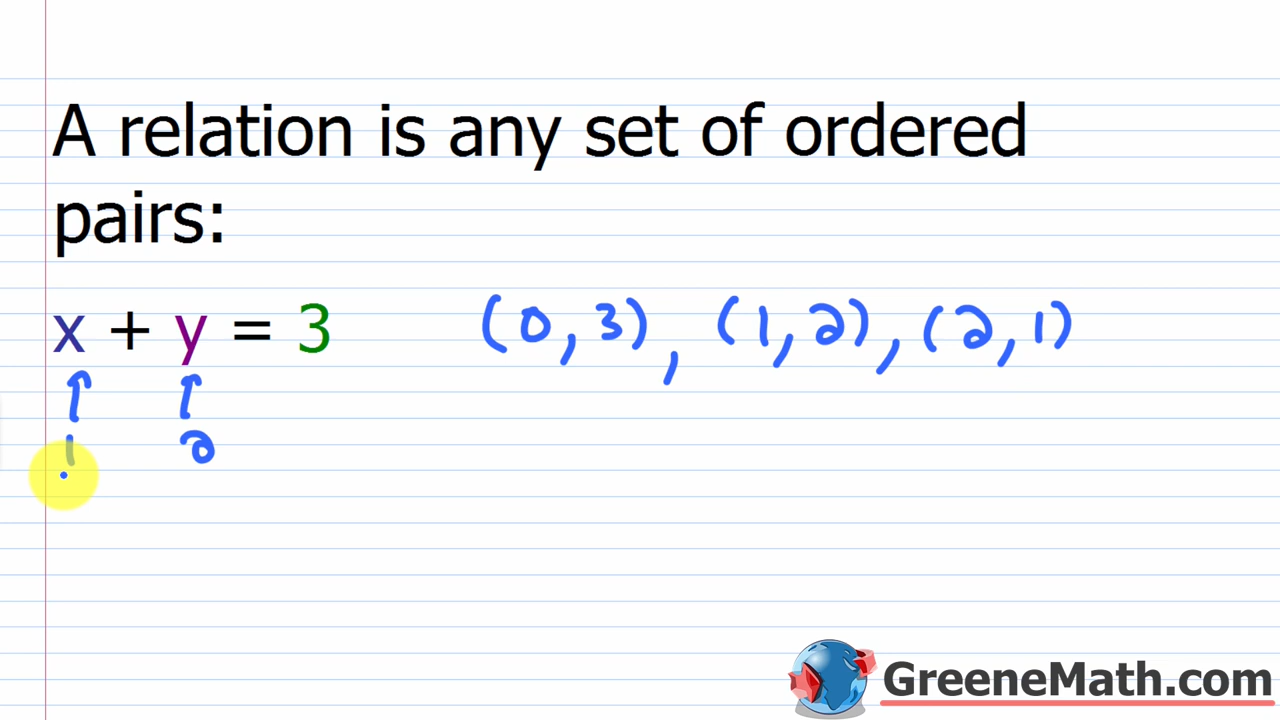 A relation is any set of ordered
pairs:
x + y = 3 (0,3), (1,2), (2,1)
1 2
GreeneMath.com